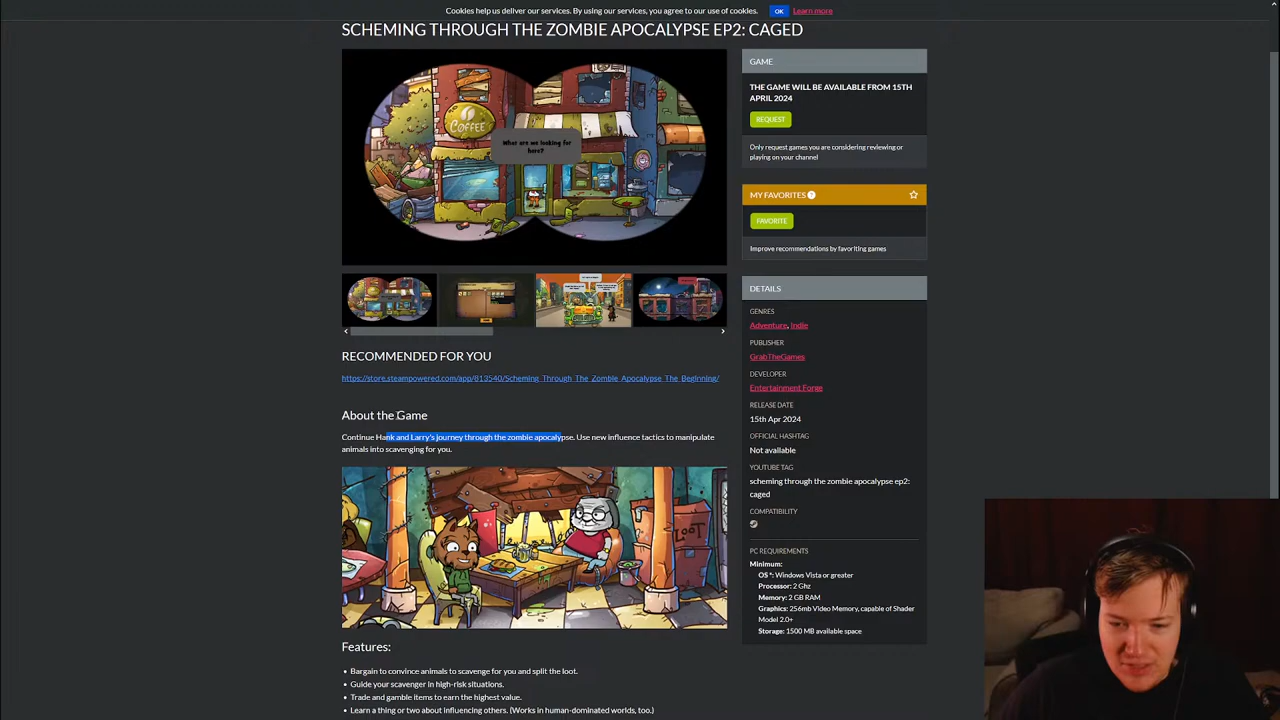 Cookies help us deliver our services. By using our services, you agree to our use of cookies. OK Learn more
SCHEMING THROUGH THE ZOMBIE APOCALYPSE EP2: CAGED
COFFEE
What are we looking for
here?
RECOMMENDED FOR YOU
https://store.steampowered.com/app/813540/Scheming_Through_The_Zombie_Apocalypse_The_Beginning/
About the Game
Continue Hank and Larry's journey through the zombie apocalypse. Use new influence tactics to manipulate
animals into scavenging for you.
LOOT
Features:
• Bargain to convince animals to scavenge for you and split the loot.
• Guide your scavenger in high-risk situations.
• Trade and gamble items to earn the highest value.
• Learn a thing or two about influencing others. (Works in human-dominated worlds, too.)
GAME
THE GAME WILL BE AVAILABLE FROM 15TH
APRIL 2024
REQUEST
Only request games you are considering reviewing or
playing on your channel
MY FAVORITES ?
FAVORITE
Improve recommendations by favoriting games
DETAILS
GENRES
Adventure, Indie
PUBLISHER
GrabTheGames
DEVELOPER
Entertainment Forge
RELEASE DATE
15th Apr 2024
OFFICIAL HASHTAG
Not available
YOUTUBE TAG
scheming through the zombie apocalypse ep2:
caged
COMPATIBILITY
PC REQUIREMENTS
Minimum:
OS *: Windows Vista or greater
Processor: 2 Ghz
Memory: 2 GB RAM
Graphics: 256mb Video Memory, capable of Shader
Model 2.0+
Storage: 1500 MB available space